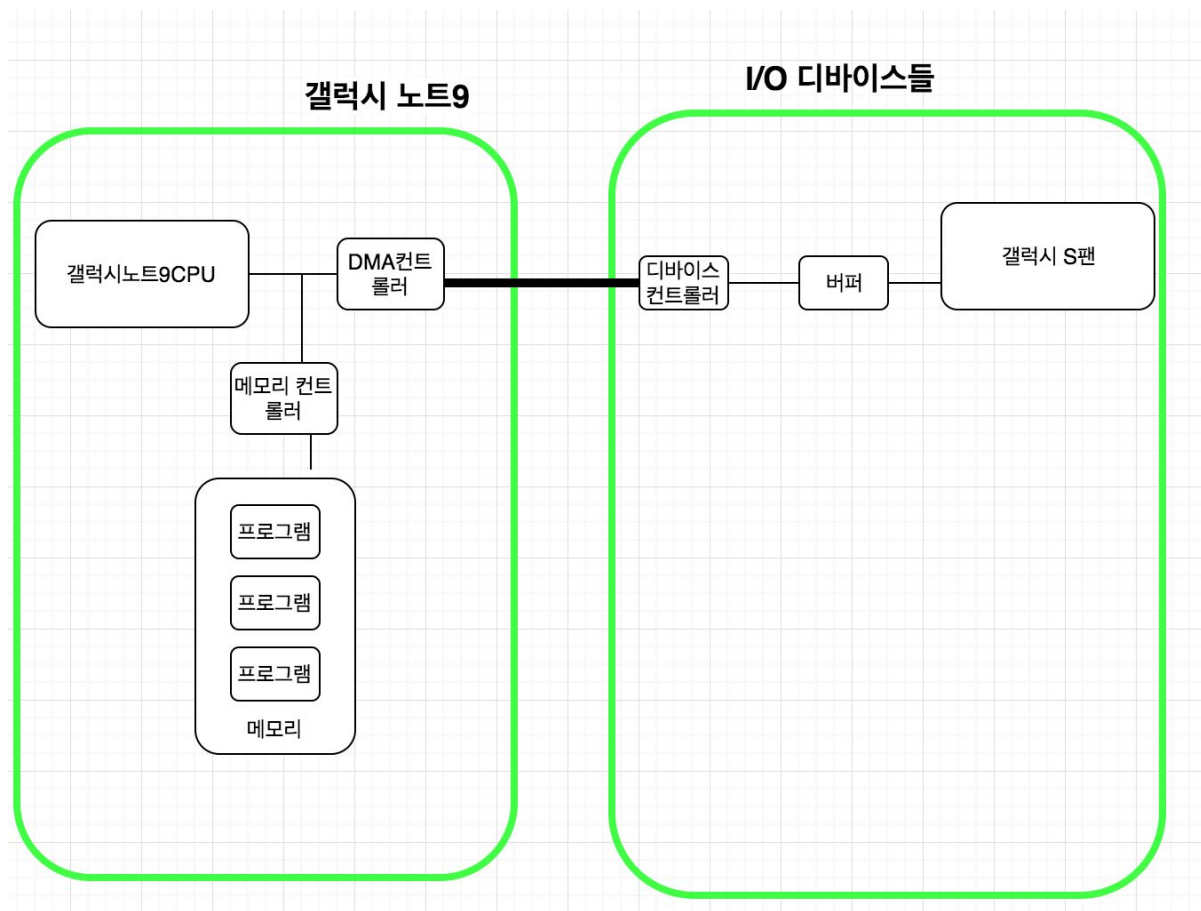 갤럭시 노트9
I/O 디바이스들
갤럭시노트9CPU
DMA컨트
롤러
디바이스
컨트롤러
버퍼
갤럭시 S팬
메모리 컨트
롤러
프로그램
프로그램
프로그램
메모리